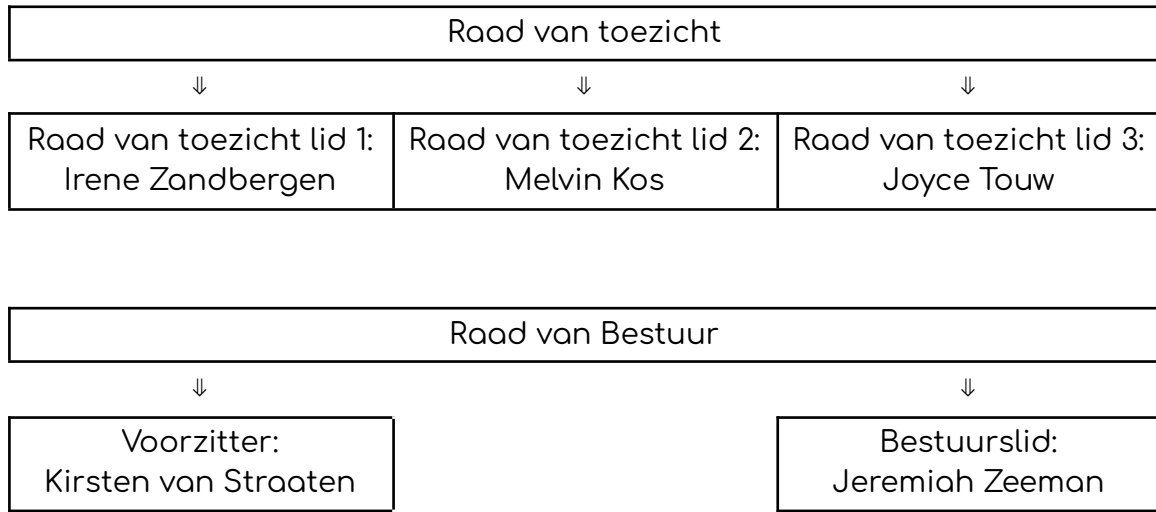 Raad van toezicht
⇓ ⇓ ⇓
Raad van toezicht lid 1: Raad van toezicht lid 2: Raad van toezicht lid 3:
Irene Zandbergen Melvin Kos Joyce Touw
Raad van Bestuur
⇓ ⇓
Voorzitter: Bestuurslid:
Kirsten van Straaten Jeremiah Zeeman